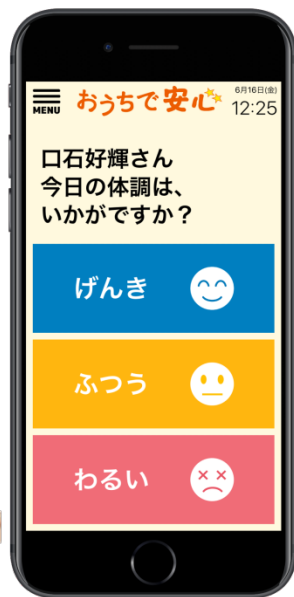 MENU
おうちで安心
6月16日(金)
12:25
口石好輝さん
今日の体調は、
いかがですか？
げんき
ふつう
わるい